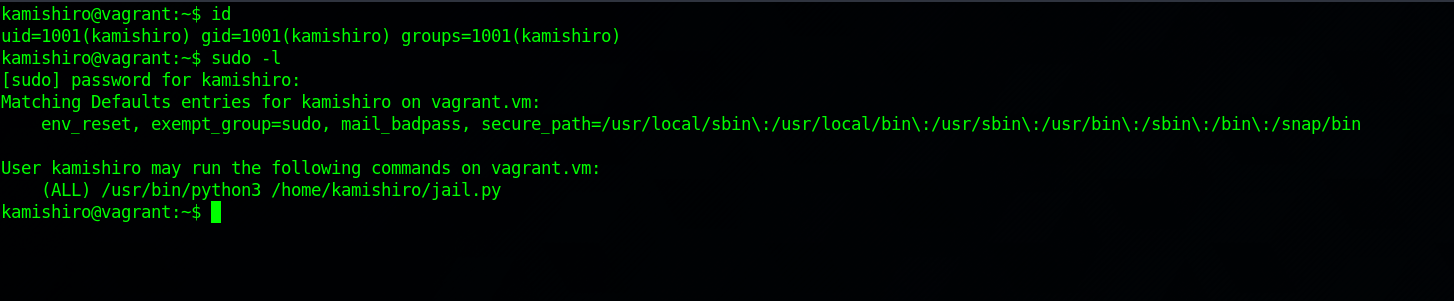 kamishiro@vagrant:~$ id
uid=1001(kamishiro) gid=1001(kamishiro) groups=1001(kamishiro)
kamishiro@vagrant:~$ sudo -l
[sudo] password for kamishiro:
Matching Defaults entries for kamishiro on vagrant.vm:
    env_reset, exempt_group=sudo, mail_badpass, secure_path=/usr/local/sbin\:/usr/local/bin\:/usr/sbin\:/usr/bin\:/sbin\:/bin\:/snap/bin

User kamishiro may run the following commands on vagrant.vm:
    (ALL) /usr/bin/python3 /home/kamishiro/jail.py
kamishiro@vagrant:~$